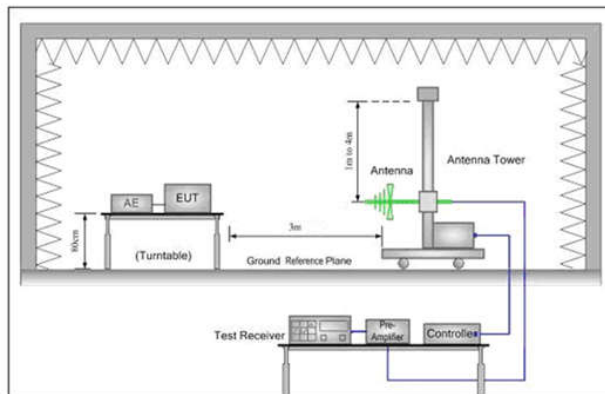 1m to 4m
Antenna
Antenna Tower
AE
EUT
80cm
(Turntable)
3m
Ground Reference Plane
Test Receiver
Pre-
Amplifier
Controller